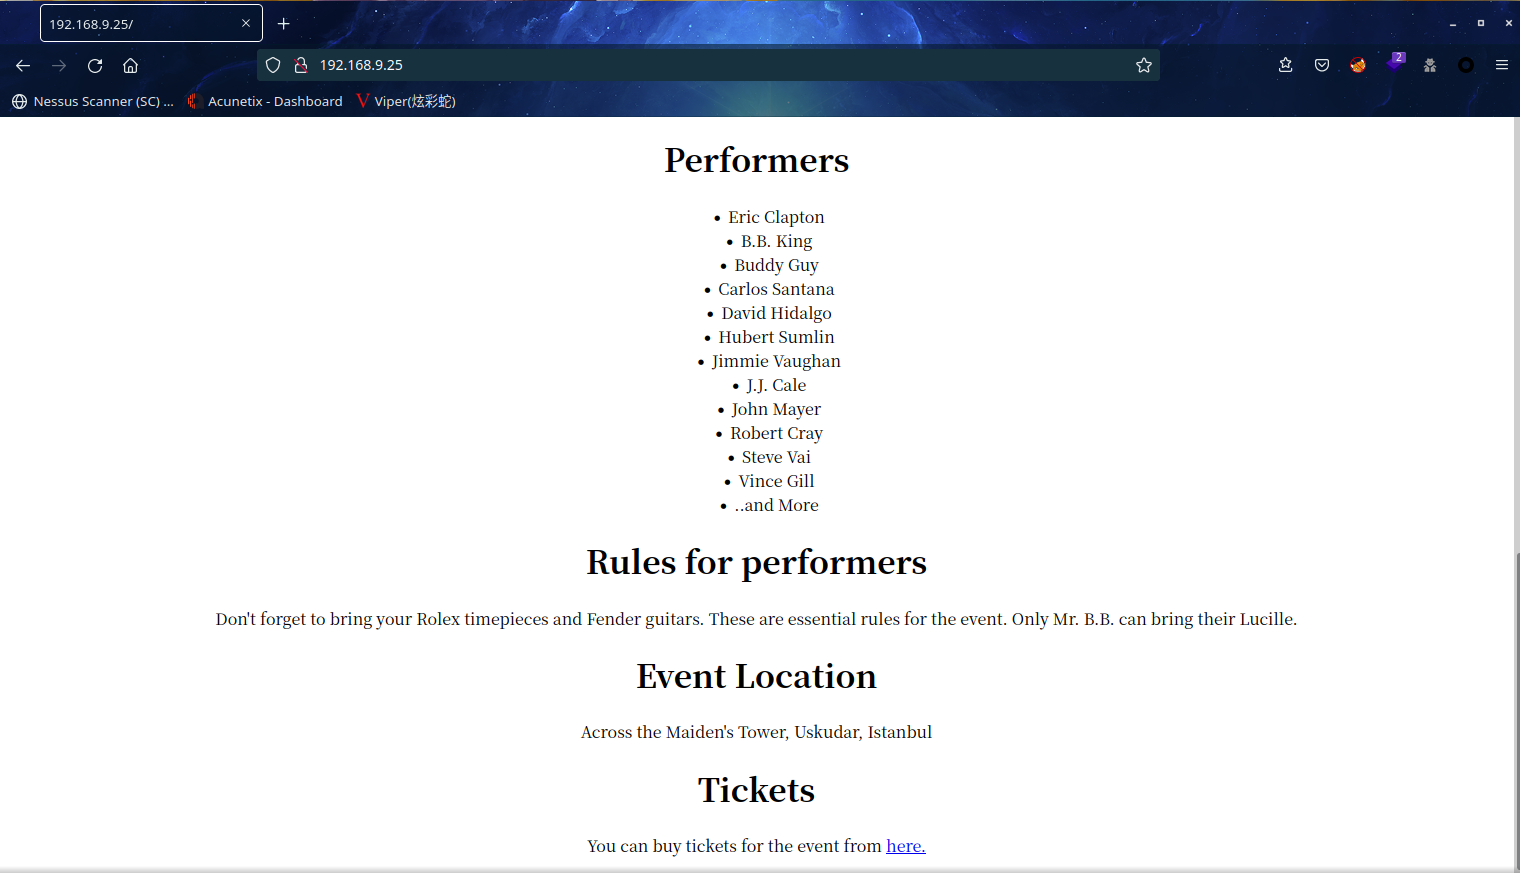 192.168.9.25/
192.168.9.25
2
Nessus Scanner (SC) ... Acunetix - Dashboard Viper(炫彩蛇)
Performers
• Eric Clapton
• B.B. King
• Buddy Guy
• Carlos Santana
• David Hidalgo
• Hubert Sumlin
• Jimmie Vaughan
• J.J. Cale
• John Mayer
• Robert Cray
• Steve Vai
• Vince Gill
• ..and More
Rules for performers
Don't forget to bring your Rolex timepieces and Fender guitars. These are essential rules for the event. Only Mr. B.B. can bring their Lucille.
Event Location
Across the Maiden's Tower, Uskudar, Istanbul
Tickets
You can buy tickets for the event from here.